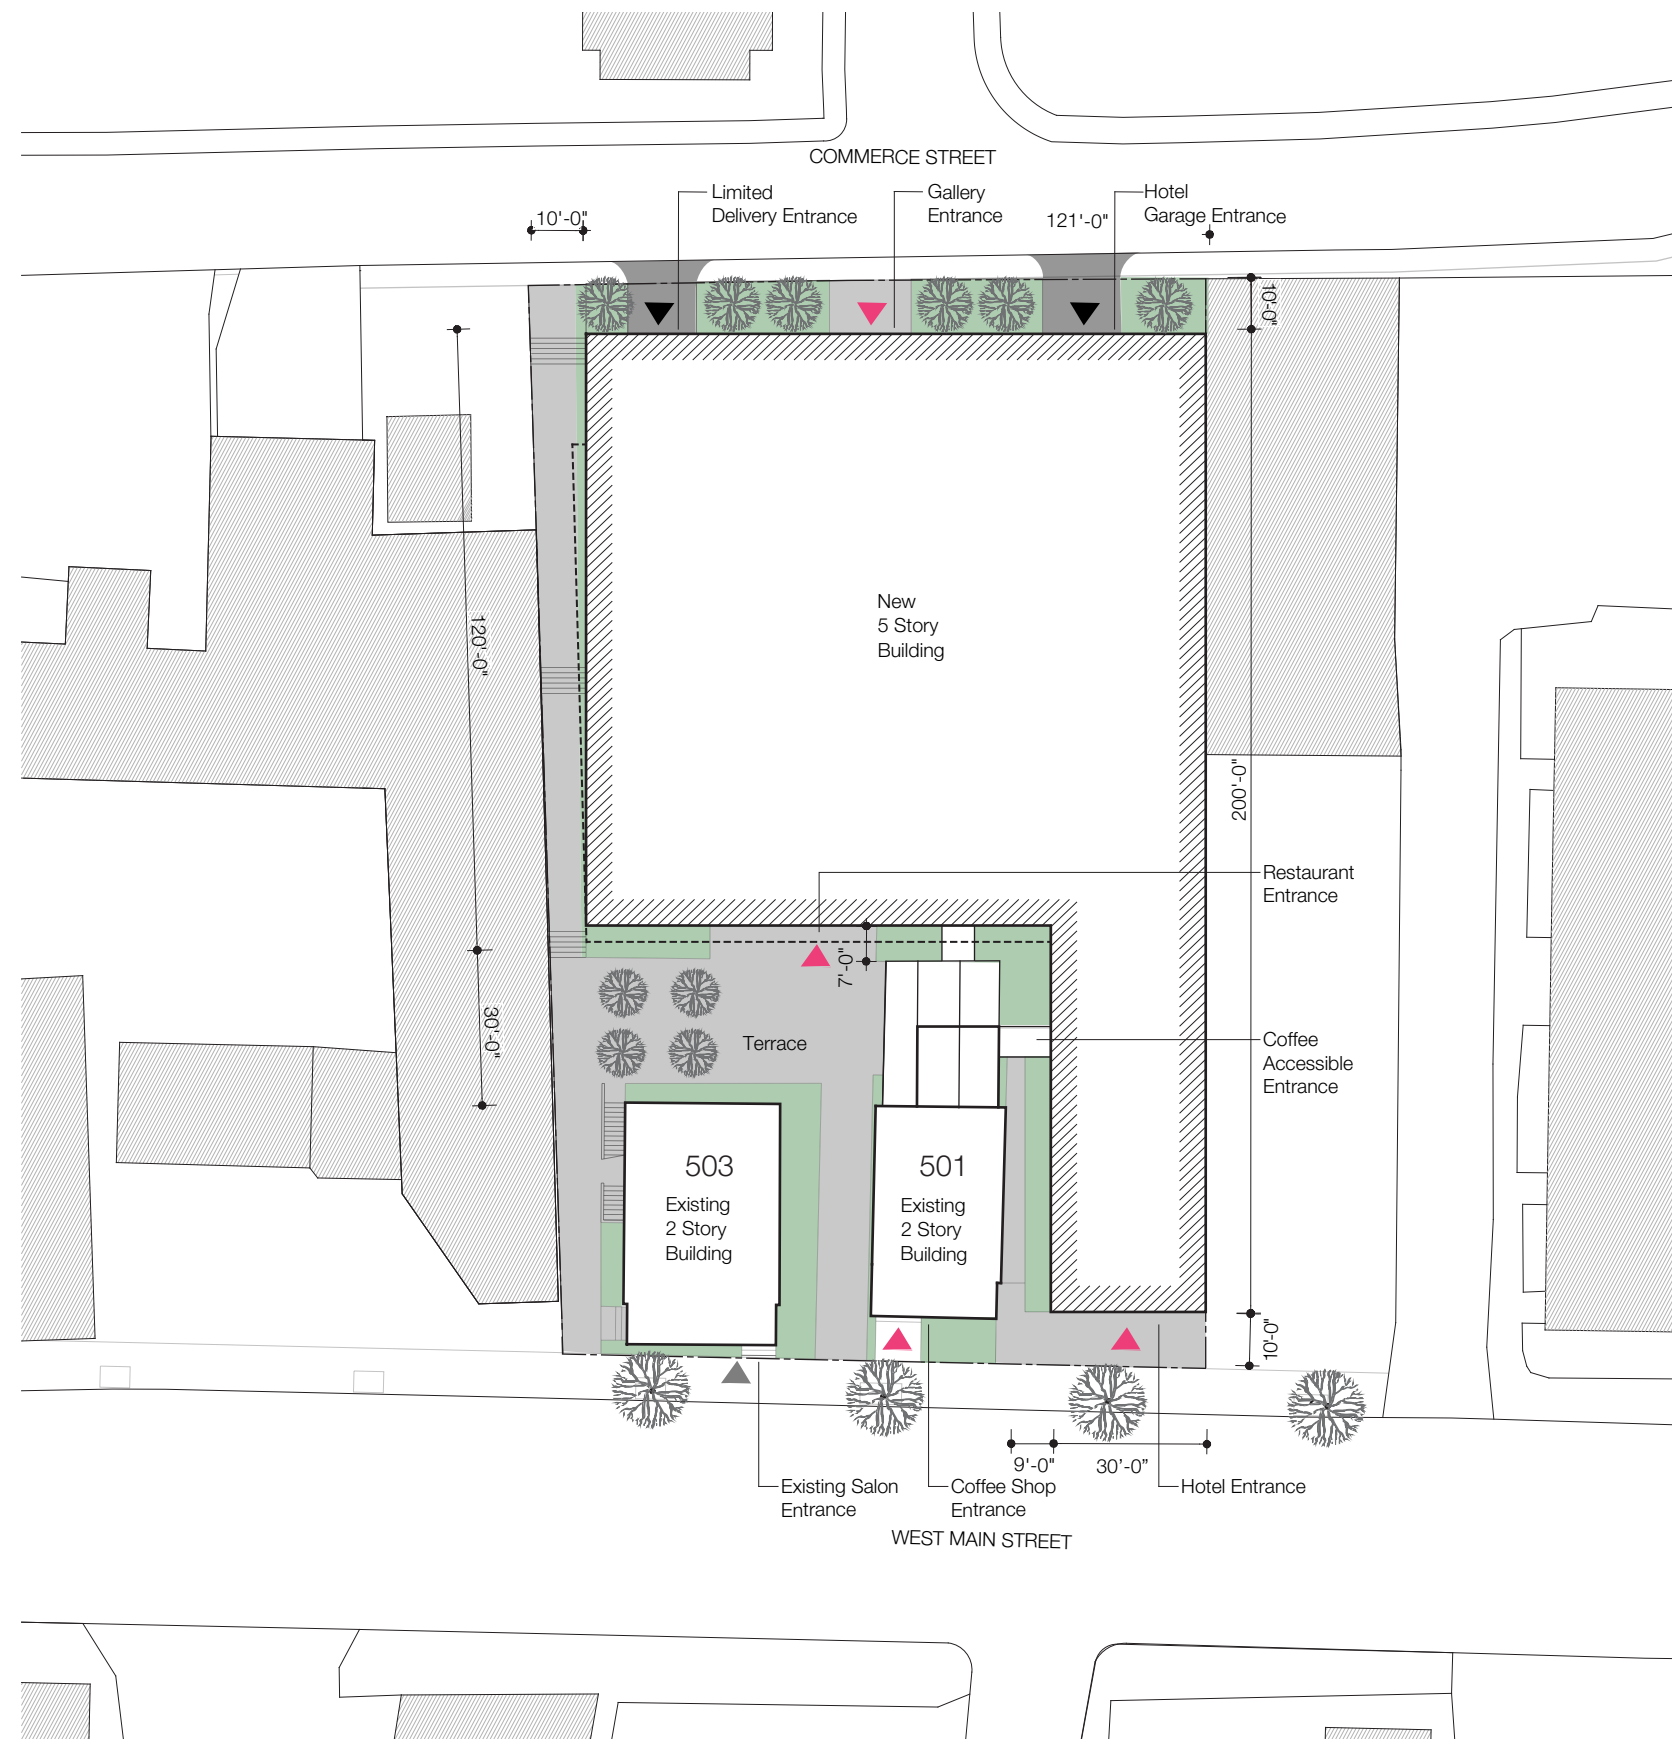 COMMERCE STREET
Limited
Delivery Entrance
Gallery
Entrance
Hotel
Garage Entrance
10'-0"
121'-0"
10'-0"
120'-0"
New
5 Story
Building
200'-0"
Restaurant
Entrance
7'-0"
30'-0"
Terrace
Coffee
Accessible
Entrance
503
Existing
2 Story
Building
501
Existing
2 Story
Building
10'-0"
9'-0"
30'-0”
Existing Salon
Entrance
Coffee Shop
Entrance
Hotel Entrance
WEST MAIN STREET